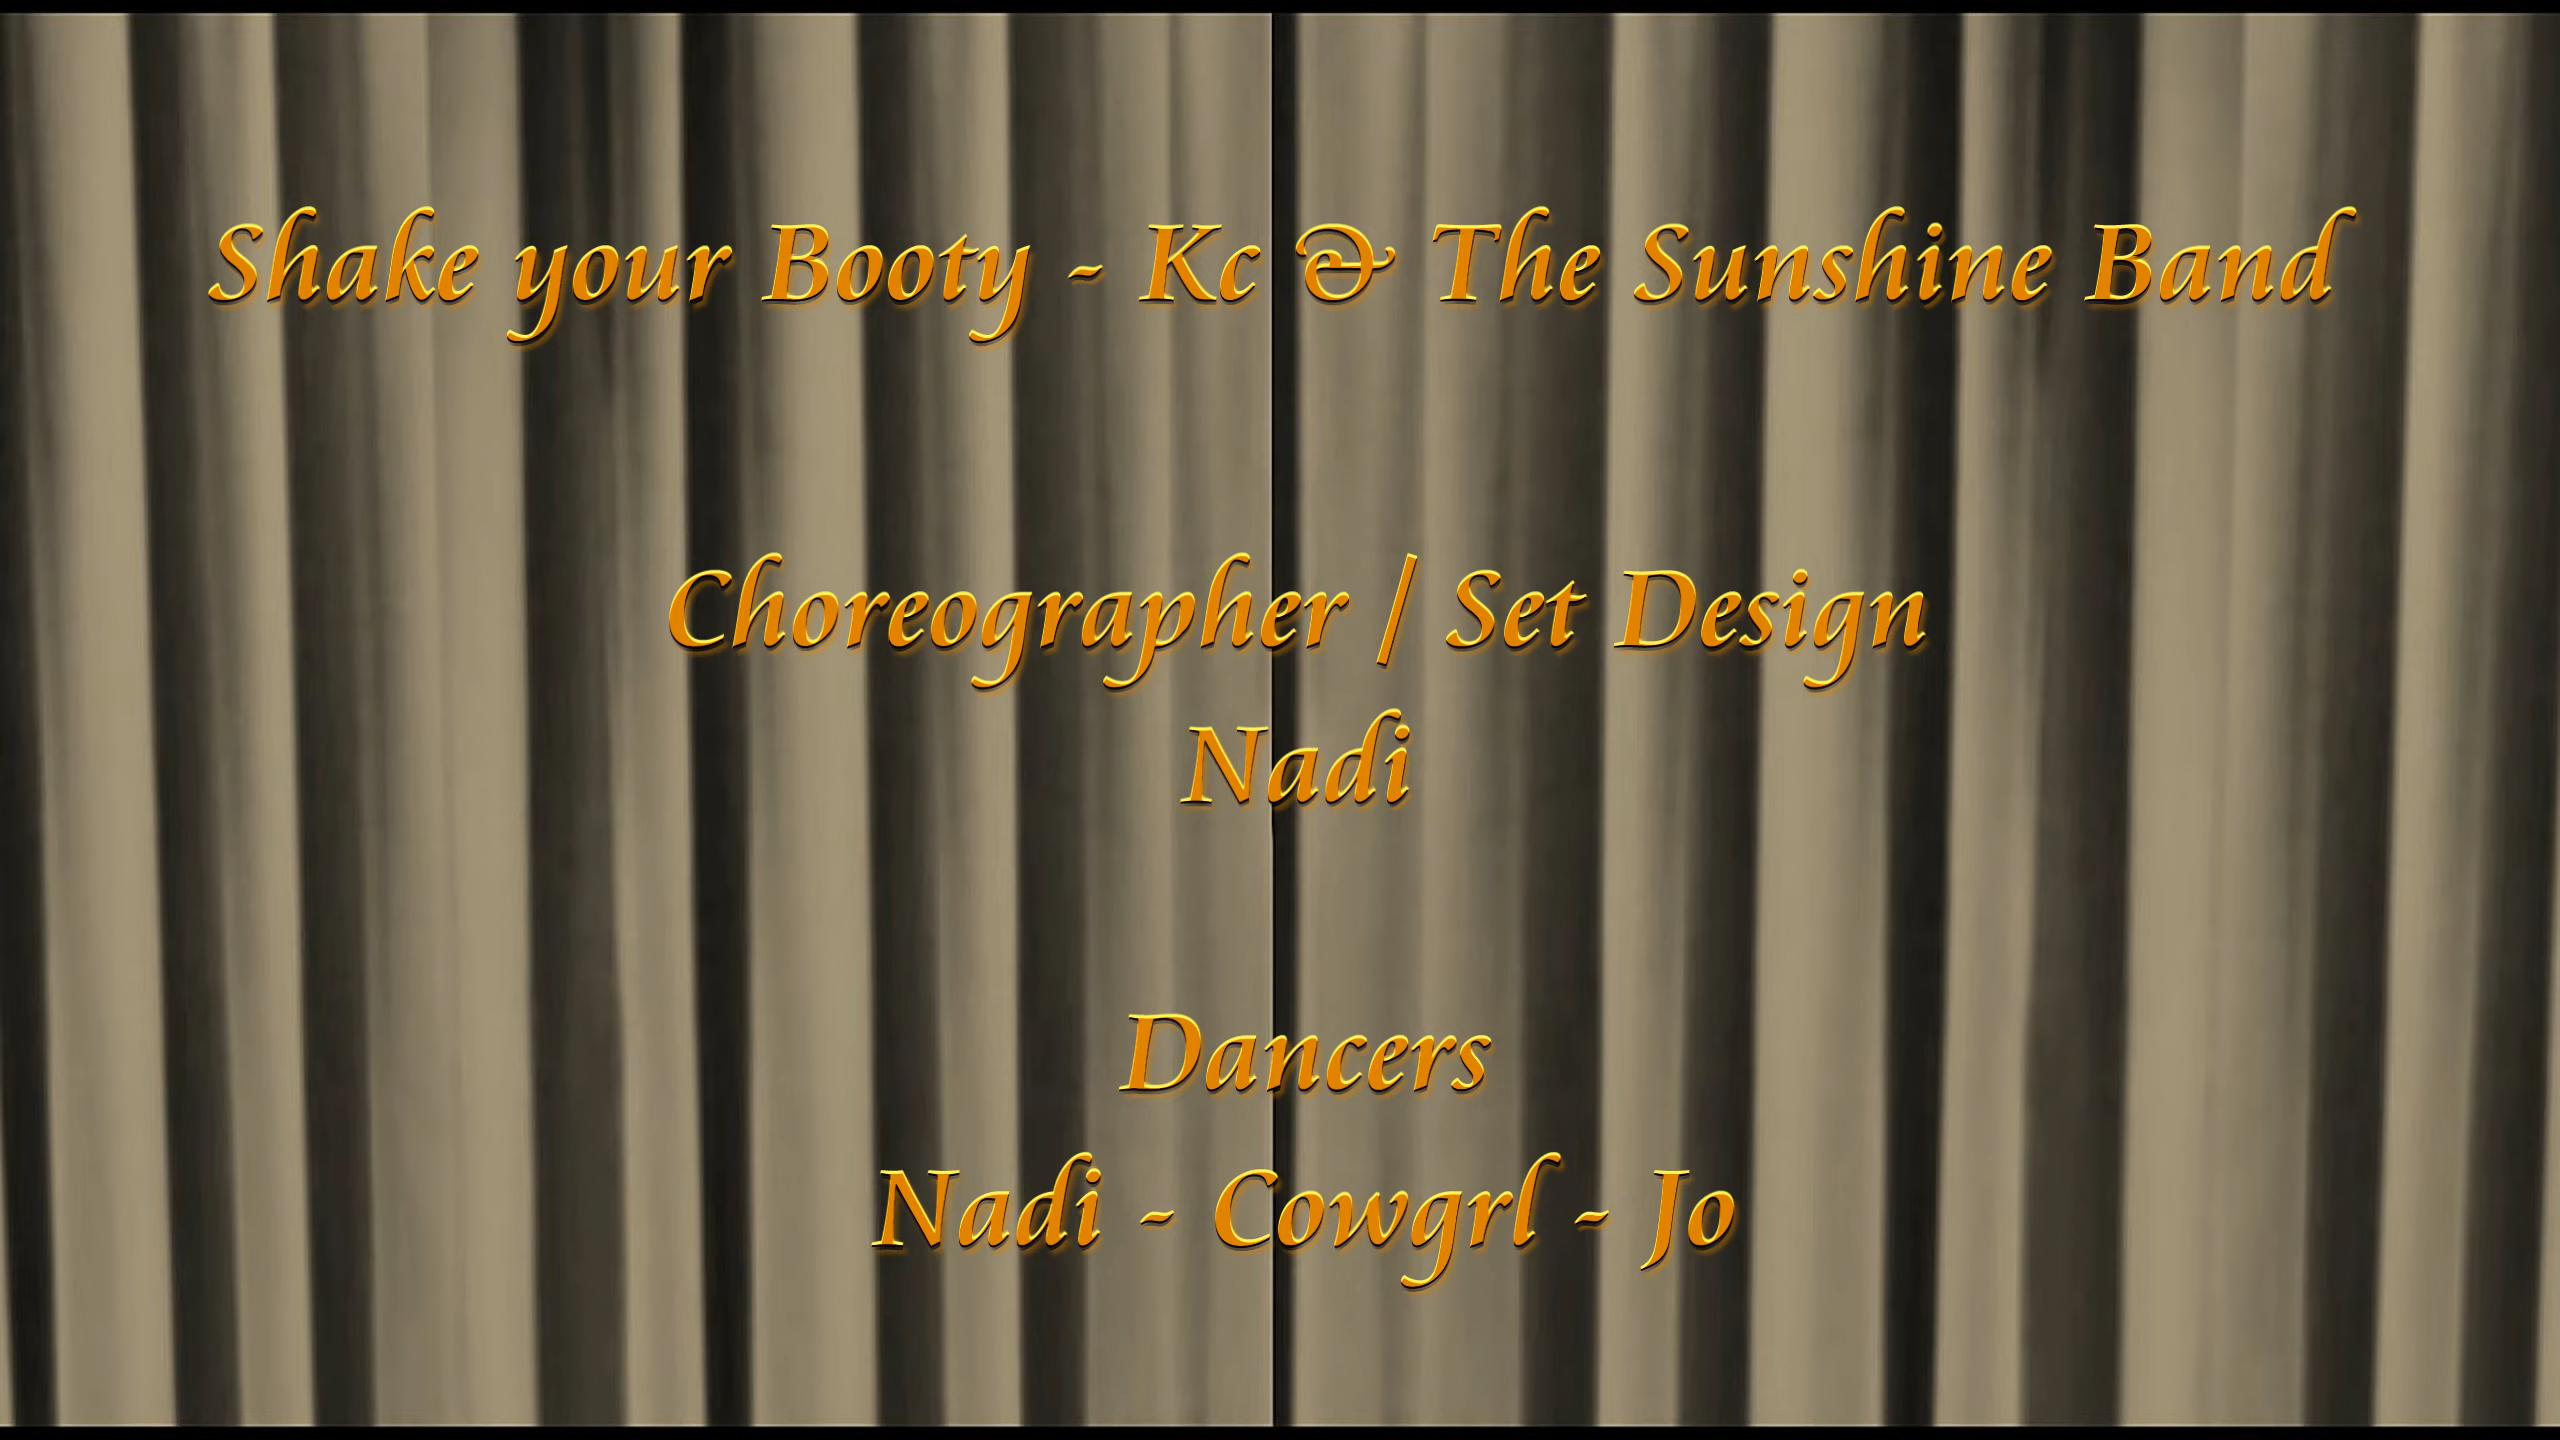 Shake your Booty - Kc & The Sunshine Band
Choreographer / Set Design
Nadi
Dancers
Nadi - Cowgrl - Jo